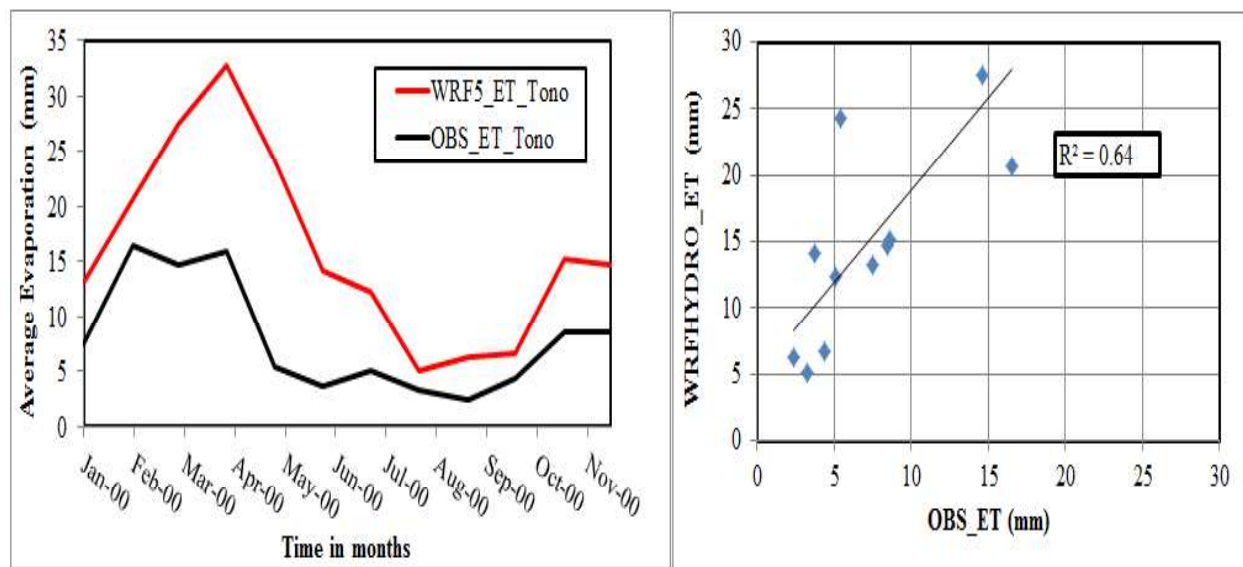 Average Evaporation (mm)
35
30
25
20
15
10
5
0
WRF5_ET_Tono
OBS_ET_Tono
Jan-00
Feb-00
Mar-00
Apr-00
May-00
Jun-00
Jul-00
Aug-00
Sep-00
Oct-00
Nov-00
Time in months
WRFHYDRO_ET (mm)
30
25
20
15
10
5
0
R² = 0.64
0 5 10 15 20 25 30
OBS_ET (mm)